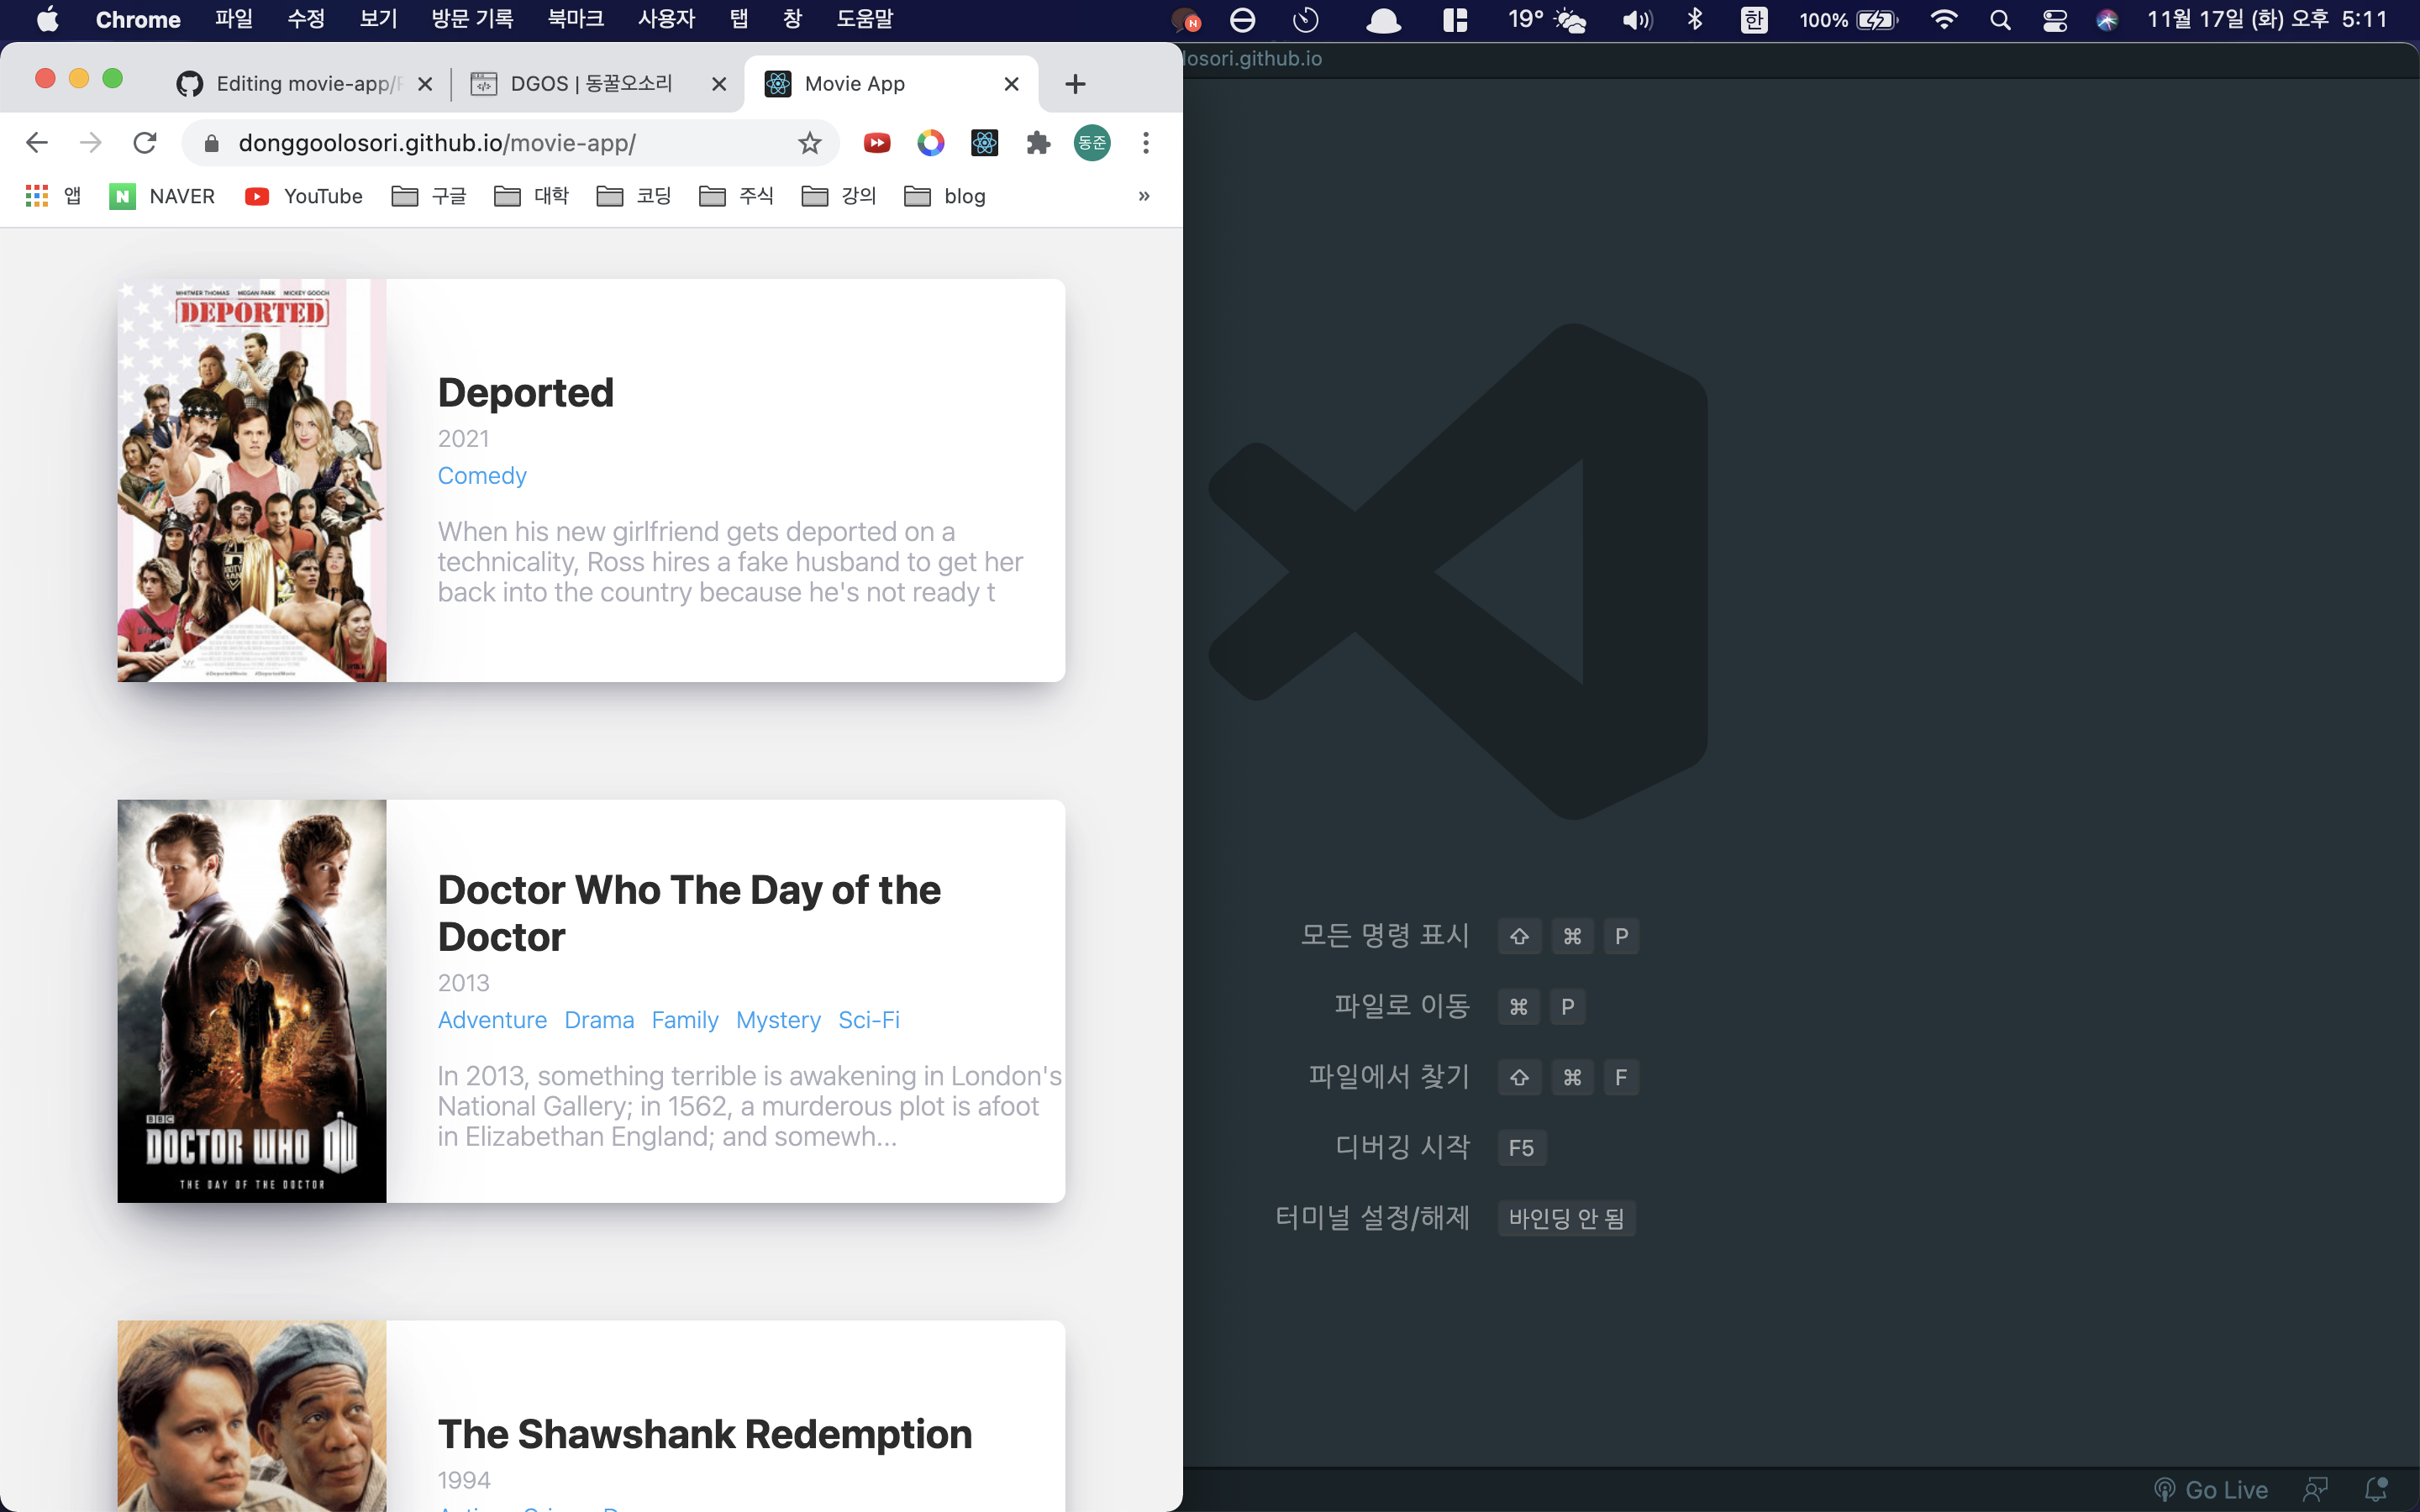 Chrome 파일 수정 보기 방문 기록 북마크 사용자 탭 창 도움말 N 19° 한 100% 11월 17일 (화) 오후 5:11
Editing movie-app/ DGOS | 동꿀오소리 Movie App
losori.github.io
donggoolosori.github.io/movie-app/ 동준
앱 N NAVER YouTube 구글 대학 코딩 주식 강의 blog »
WHITMER THOMAS MEGAN PARK MICKEY GOOCH
DEPORTED
#DeportedMovie #DeportedMovie
Deported
2021
Comedy
When his new girlfriend gets deported on a
technicality, Ross hires a fake husband to get her
back into the country because he's not ready t
BBC
DOCTOR WHO DW
THE DAY OF THE DOCTOR
Doctor Who The Day of the
Doctor
2013
Adventure Drama Family Mystery Sci-Fi
In 2013, something terrible is awakening in London's
National Gallery; in 1562, a murderous plot is afoot
in Elizabethan England; and somewh...
The Shawshank Redemption
1994
모든 명령 표시 ⇧ ⌘ P
파일로 이동 ⌘ P
파일에서 찾기 ⇧ ⌘ F
디버깅 시작 F5
터미널 설정/해제 바인딩 안 됨
Go Live